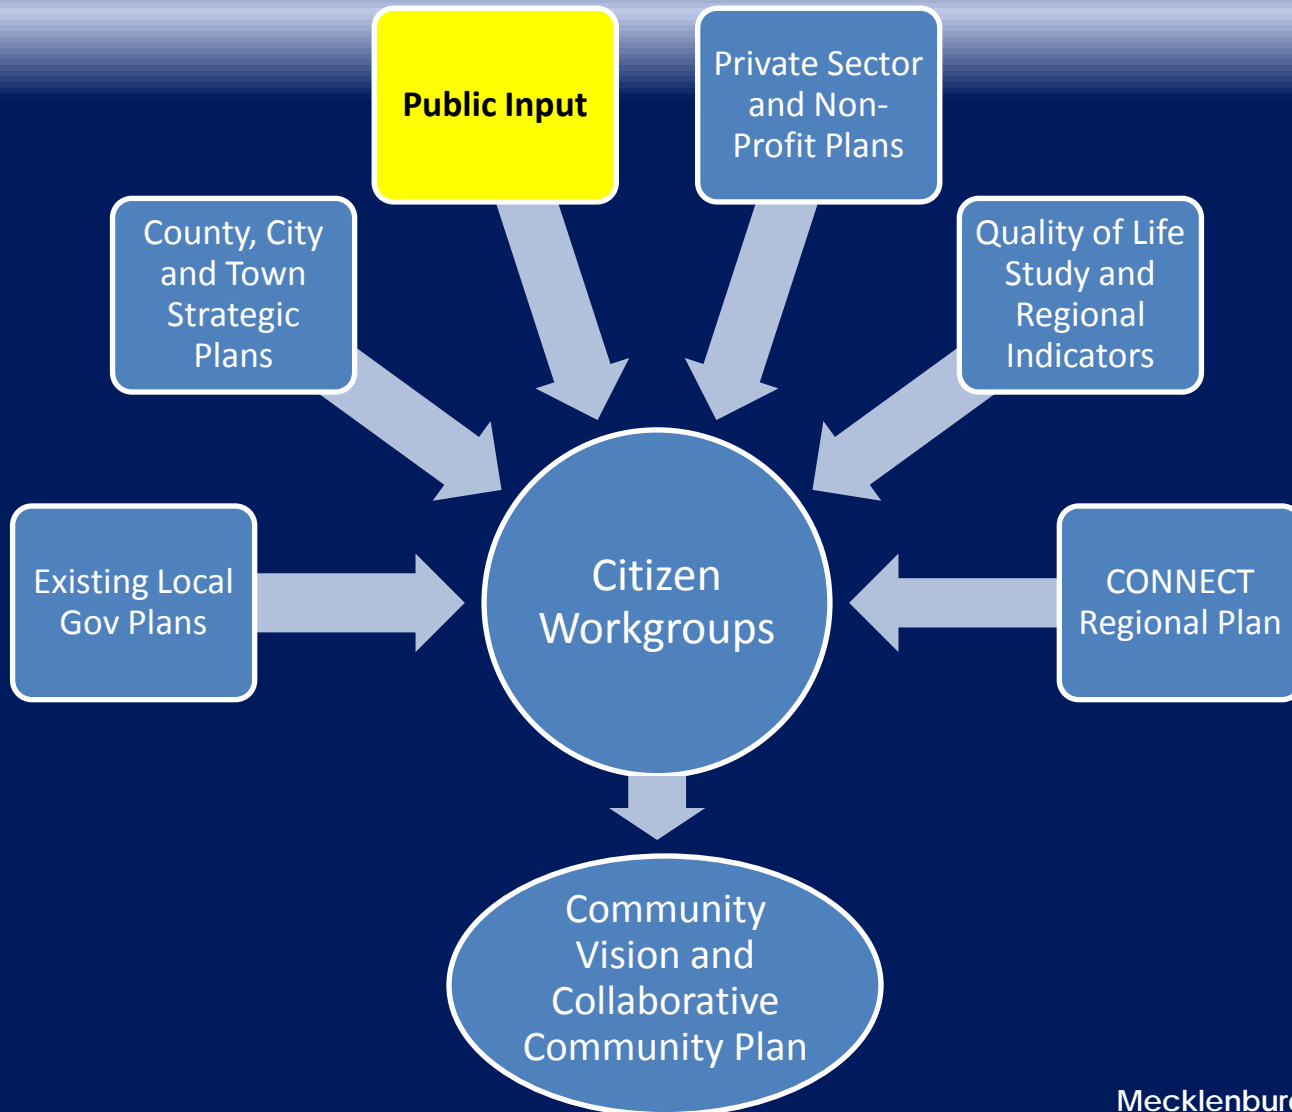 Public Input
Private Sector
and Non-
Profit Plans
County, City
and Town
Strategic
Plans
Quality of Life
Study and
Regional
Indicators
Existing Local
Gov Plans
Citizen
Workgroups
CONNECT
Regional Plan
Community
Vision and
Collaborative
Community Plan
Mecklenburg